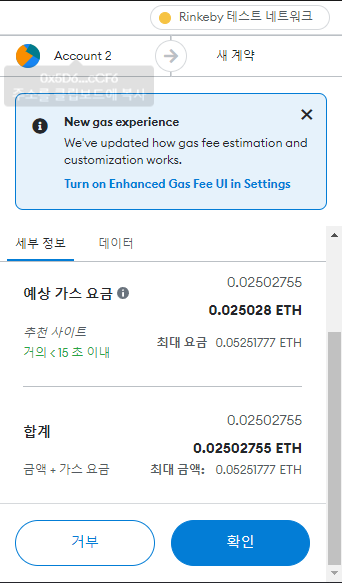 Rinkeby 테스트 네트워크
Account 2
새 계약
0x5D6...cCF6
주소를 클립보드에 복사
New gas experience
We've updated how gas fee estimation and
customization works.
Turn on Enhanced Gas Fee UI in Settings
세부 정보
데이터
0.02502755
예상 가스 요금
0.025028 ETH
추천 사이트
최대 요금 0.05251777 ETH
거의 < 15 초 이내
0.02502755
합계
0.02502755 ETH
금액 + 가스 요금
최대 금액: 0.05251777 ETH
거부
확인